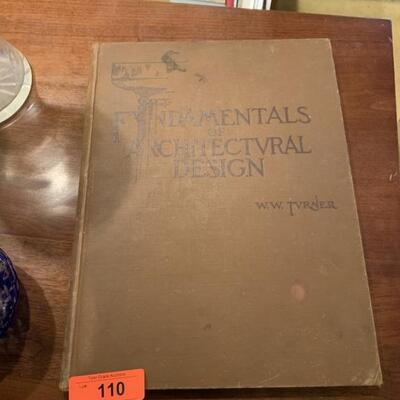 FVNDAMENTALS
OF
ARCHITECTVRAL
DESIGN
W.W. TVRNER
110